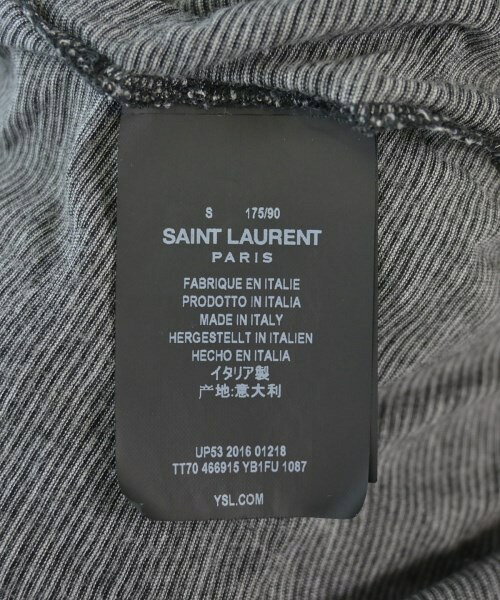 S 175/90
SAINT LAURENT
PARIS
FABRIQUE EN ITALIE
PRODOTTO IN ITALIA
MADE IN ITALY
HERGESTELLT IN ITALIEN
HECHO EN ITALIA
イタリア製
产地:意大利
UP53 2016 01218
TT70 466915 YB1FU 1087
YSL.COM